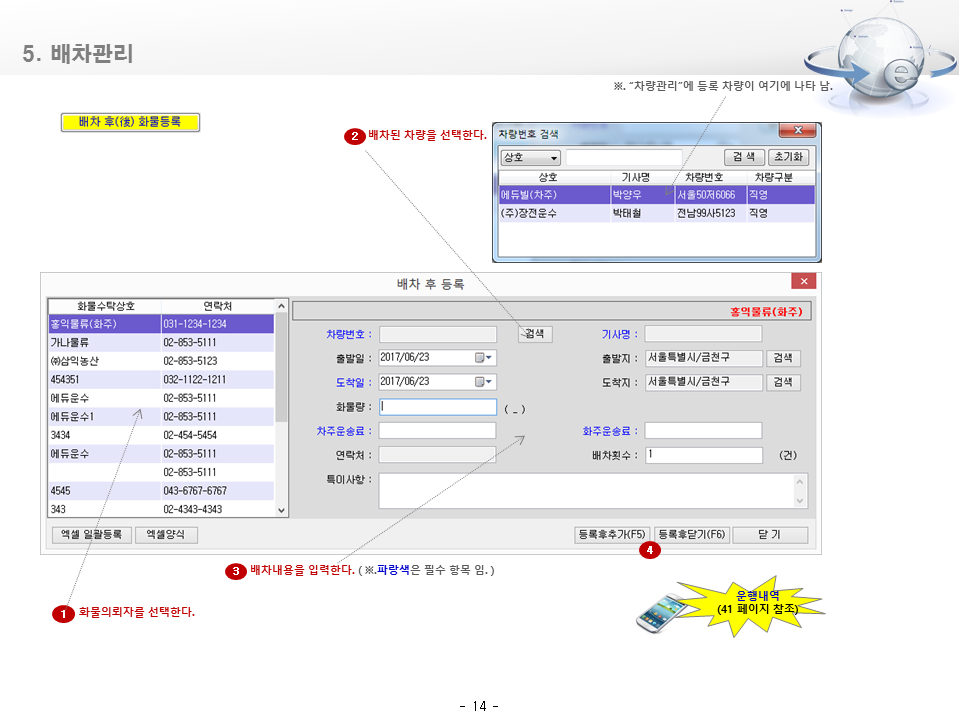 5. 배차관리
※. "차량관리"에 등록 차량이 여기에 나타 남.
배차 후(後) 화물등록
2 배차된 차량을 선택한다.
차량번호 검색
상호 검 색 초기화
상호 기사명 차량번호 차량구분
에듀빌(차주) 박양우 서울50저6066 직영
(주)장전운수 박태철 전남99사5123 직영
배차 후 등록
화물수탁상호 연락처
홍익물류(화주) 031-1234-1234
가나물류 02-853-5111
㈜삼익농산 02-853-5123
454351 032-1122-1211
에듀운수 02-853-5111
에듀운수1 02-853-5111
3434 02-454-5454
에듀운수 02-853-5111
02-853-5111
4545 043-6767-6767
343 02-4343-4343
홍익물류(화주)
차량번호 : 검색 기사명 :
출발일 : 2017/06/23 출발지 : 서울특별시/금천구 검색
도착일 : 2017/06/23 도착지 : 서울특별시/금천구 검색
화물량 : ( _ )
차주운송료 : 화주운송료 :
연락처 : 배차횟수 : 1 (건)
특이사항 :
엑셀 일괄등록 엑셀양식 등록후추가(F5) 등록후닫기(F6) 닫 기
4
3 배차내용을 입력한다. ( ※.파랑색은 필수 항목 임. )
1 화물의뢰자를 선택한다.
운행내역
(41 페이지 참조)
- 14 -